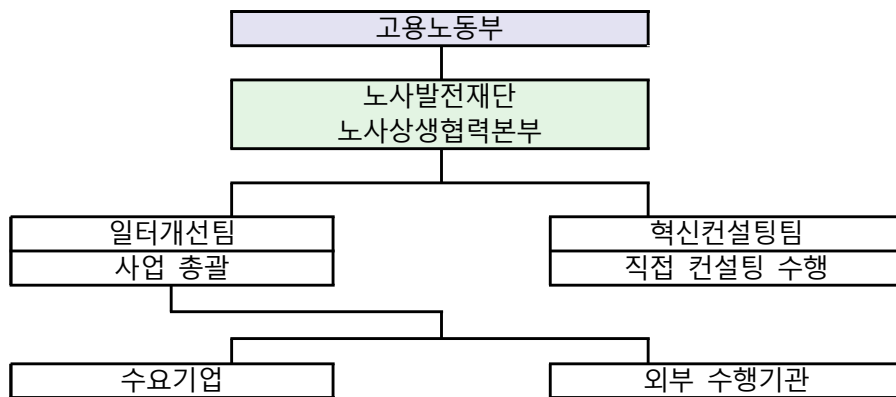 고용노동부
노사발전재단
노사상생협력본부
일터개선팀
사업 총괄
혁신컨설팅팀
직접 컨설팅 수행
수요기업
외부 수행기관